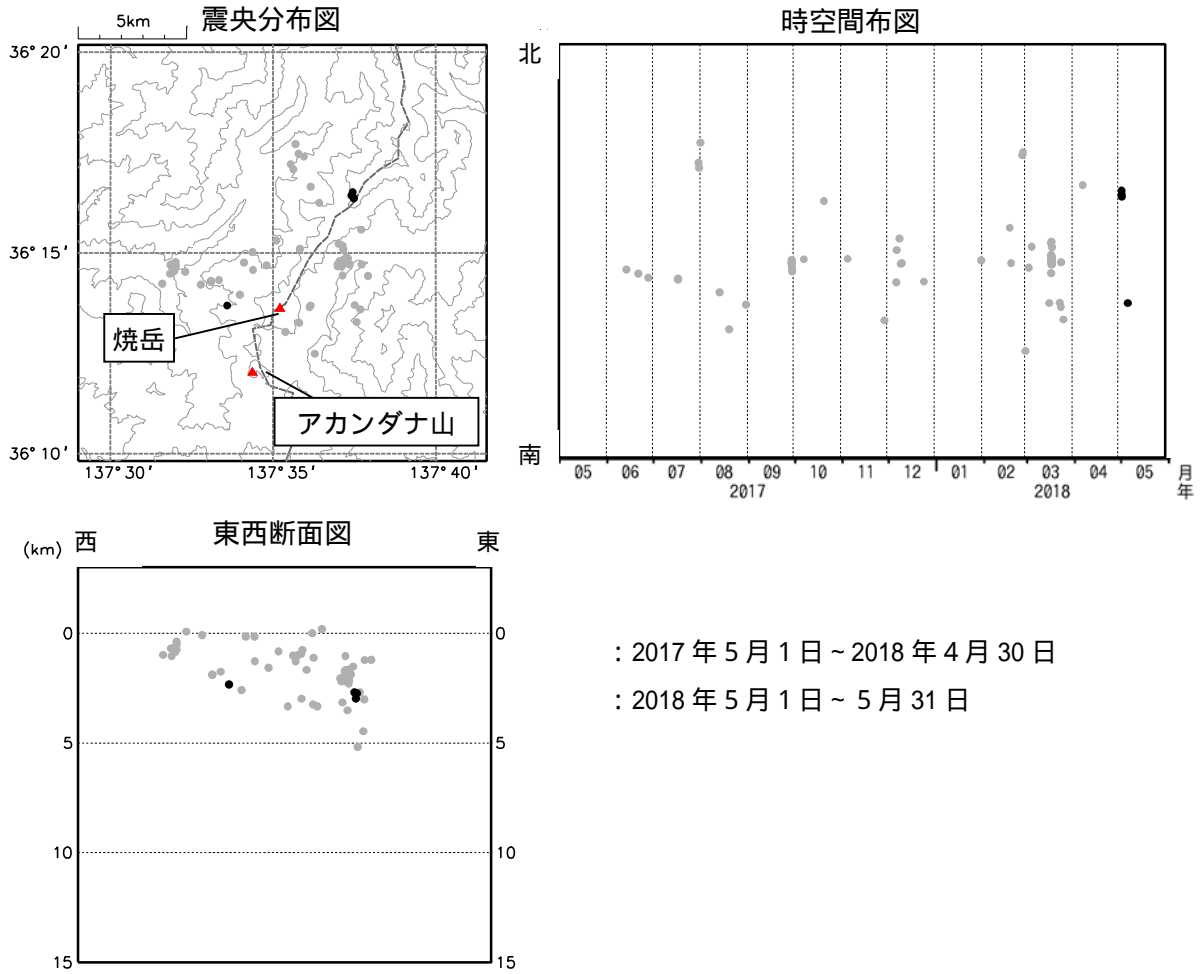 5km
震央分布図
36° 20′
36° 15′
36° 10′
137° 30′
137° 35′
137° 40′
焼岳
アカンダナ山
時空間布図
北
南
05 06 07 08 09 10 11 12 01 02 03 04 05 月
2017 2018 年
東西断面図
(km) 西 東
0 0
5 5
10 10
15 15
：2017 年 5 月 1 日 ~ 2018 年 4 月 30 日
：2018 年 5 月 1 日 ~ 5 月 31 日